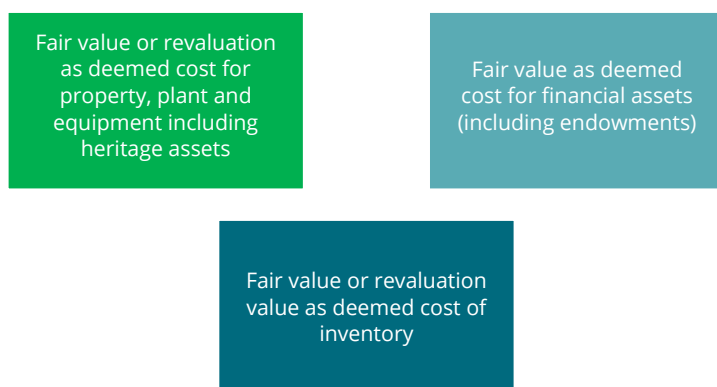 Fair value or revaluation
as deemed cost for
property, plant and
equipment including
heritage assets
Fair value as deemed
cost for financial assets
(including endowments)
Fair value or revaluation
value as deemed cost of
inventory